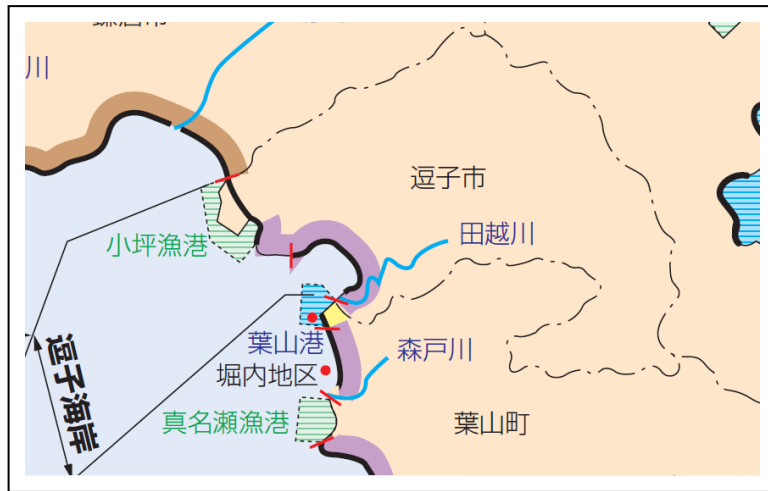 川
逗子市
小坪漁港
田越川
葉山港
森戸川
堀内地区
逗子海岸
真名瀬漁港
葉山町